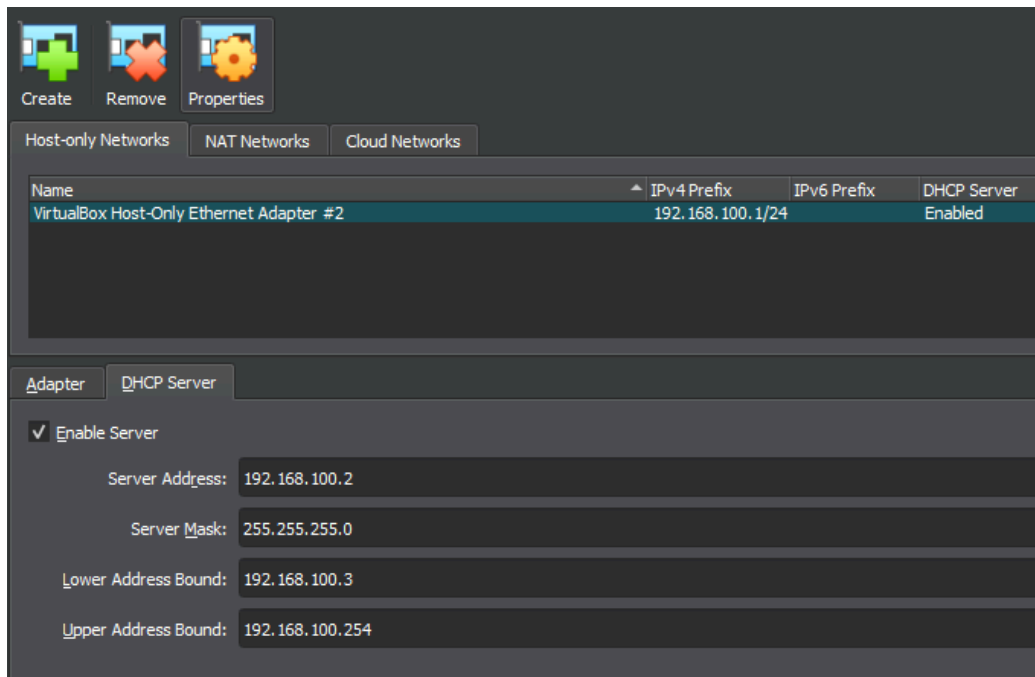 Create Remove Properties
Host-only Networks NAT Networks Cloud Networks
Name IPv4 Prefix IPv6 Prefix DHCP Server
VirtualBox Host-Only Ethernet Adapter #2 192.168.100.1/24 Enabled
Adapter DHCP Server
Enable Server
Server Address: 192.168.100.2
Server Mask: 255.255.255.0
Lower Address Bound: 192.168.100.3
Upper Address Bound: 192.168.100.254